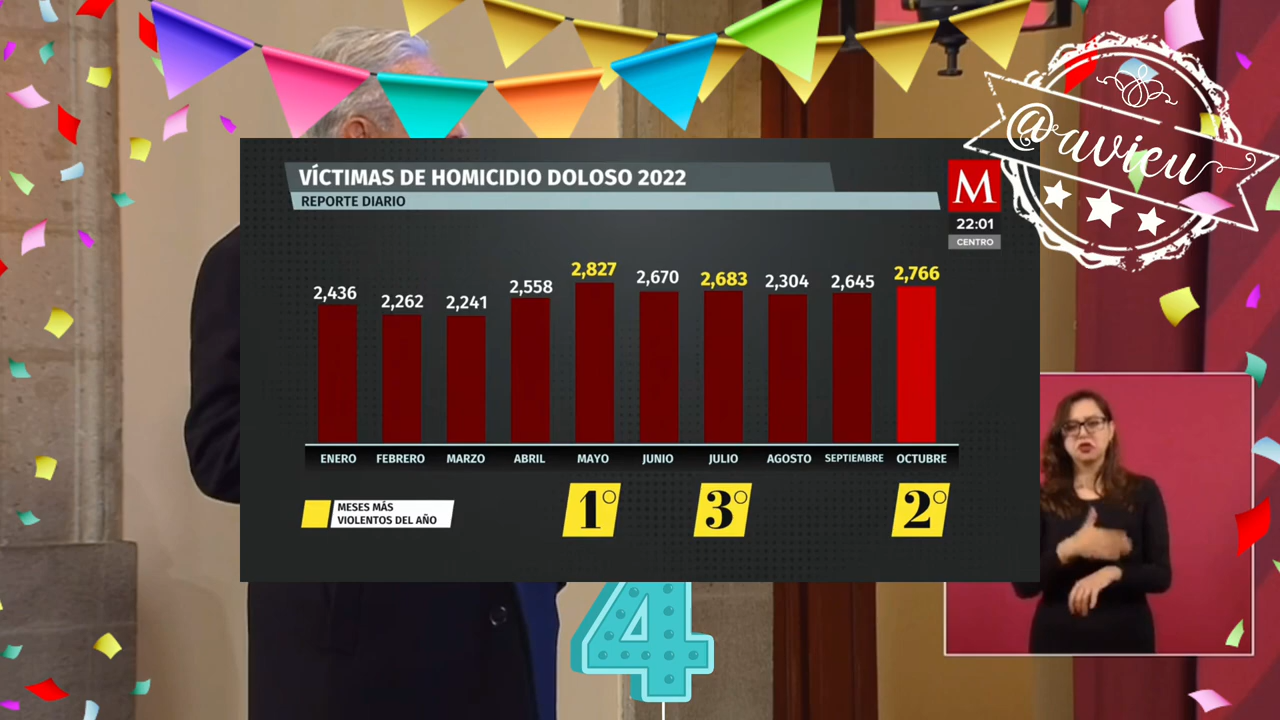 @avieu
VÍCTIMAS DE HOMICIDIO DOLOSO 2022
REPORTE DIARIO
M
22:01
CENTRO
2,436
2,262
2,241
2,558
2,827
2,670
2,683
2,304
2,645
2,766
ENERO
FEBRERO
MARZO
ABRIL
MAYO
JUNIO
JULIO
AGOSTO
SEPTIEMBRE
OCTUBRE
MESES MÁS
VIOLENTOS DEL AÑO
1°
3°
2°
4